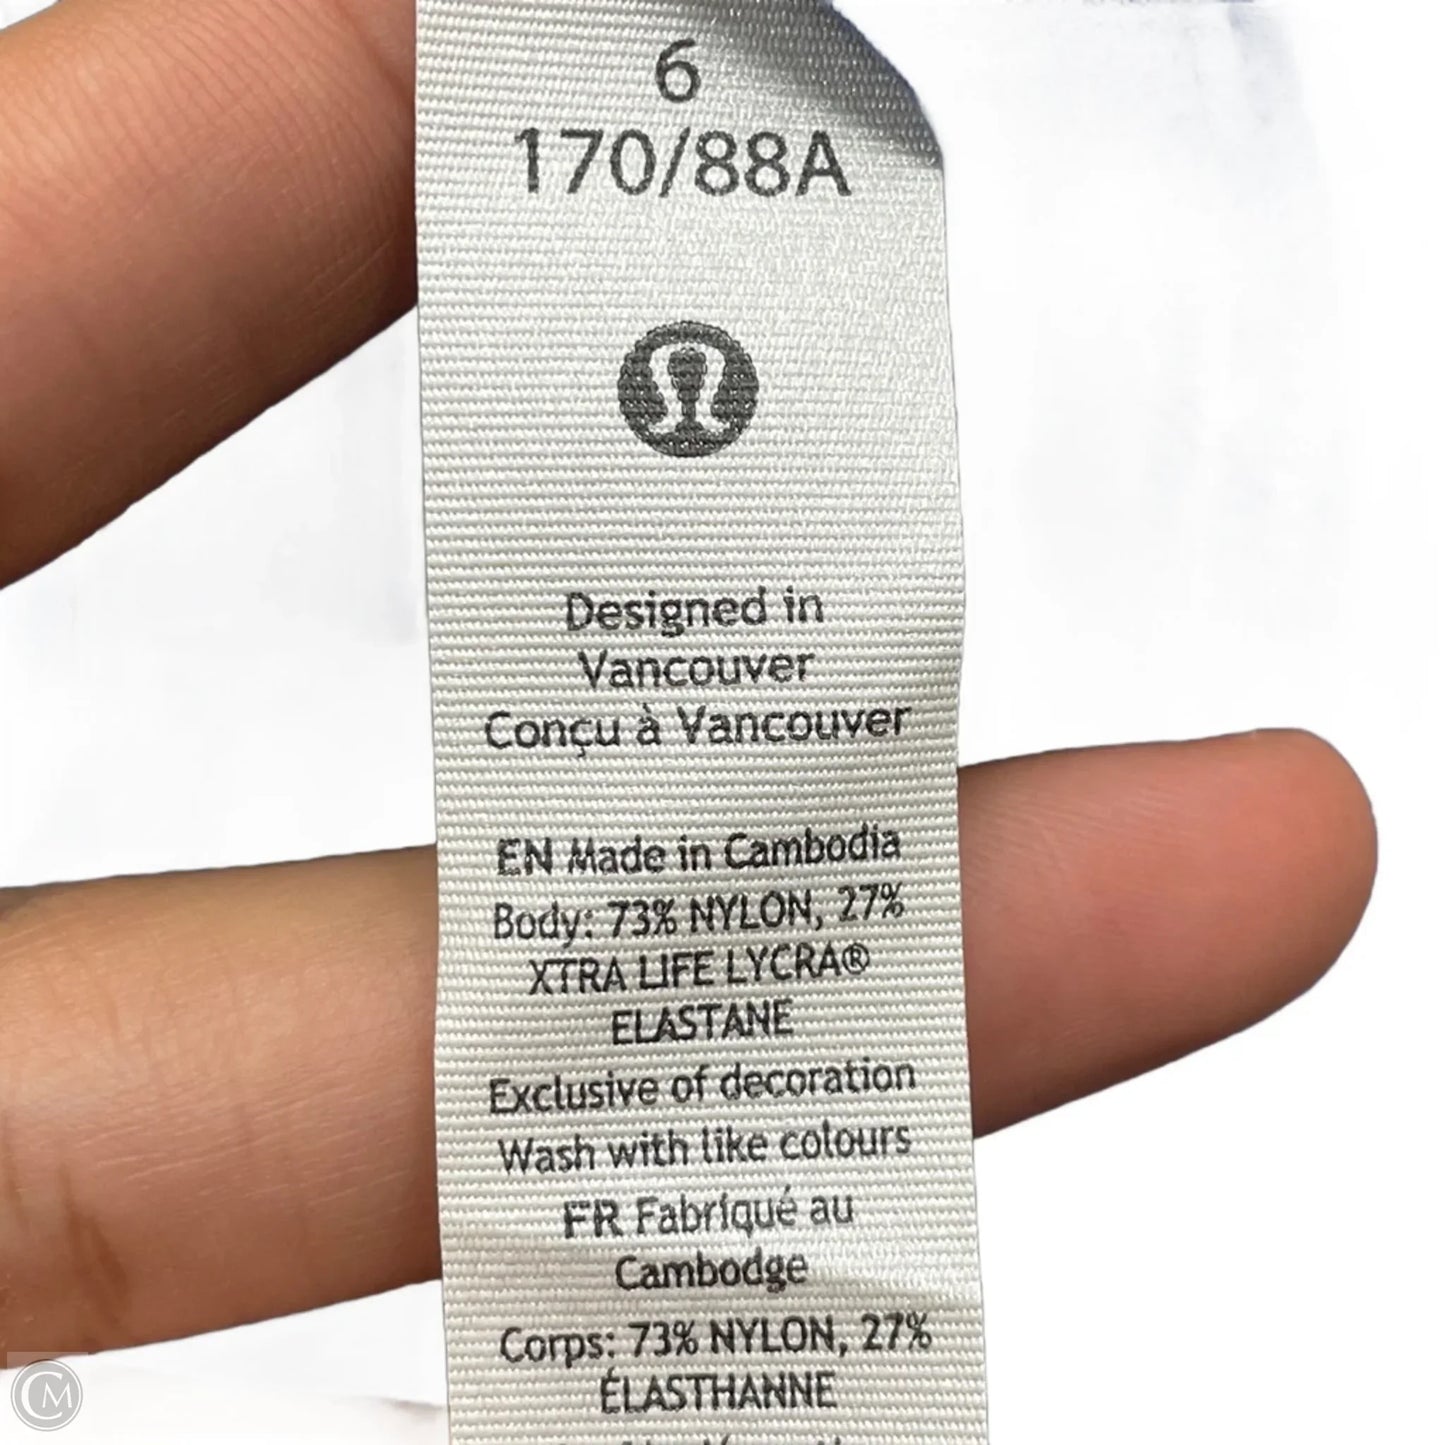 6
170/88A
Designed in
Vancouver
Conçu à Vancouver
EN Made in Cambodia
Body: 73% NYLON, 27%
XTRA LIFE LYCRA®
ELASTANE
Exclusive of decoration
Wash with like colours
FR Fabriqué au
Cambodge
Corps: 73% NYLON, 27%
ÉLASTHANNE
CM